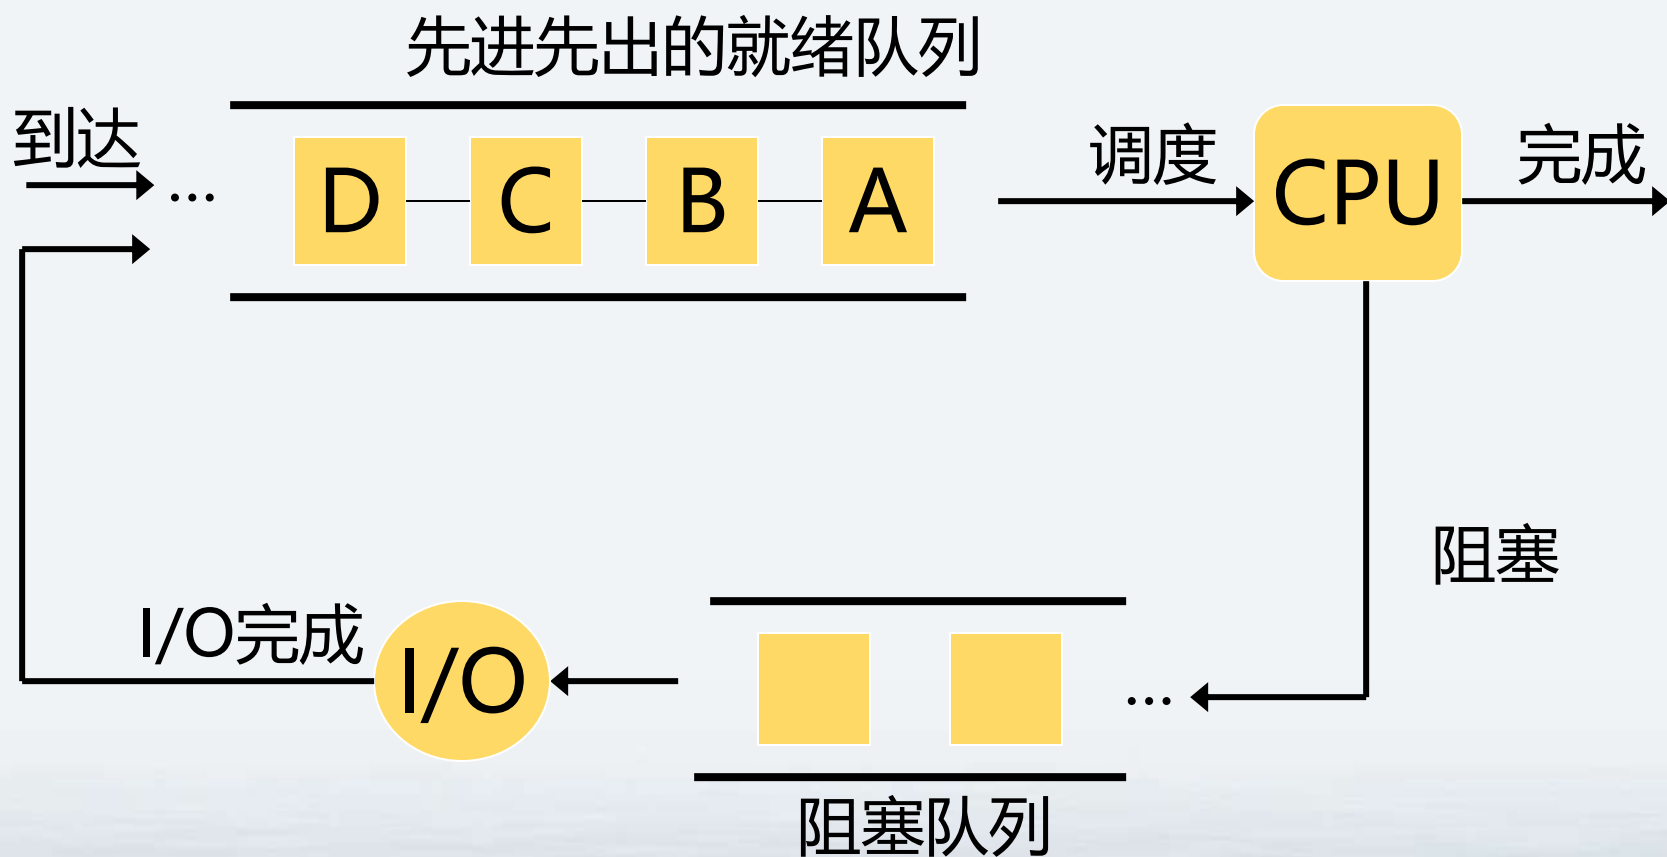 先进先出的就绪队列
到达
...
D
C
B
A
调度
CPU
完成
阻塞
I/O完成
I/O
...
阻塞队列